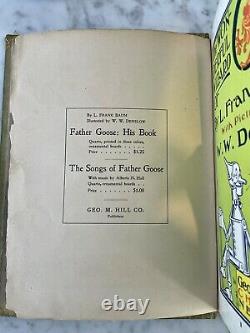 By L. FRANK BAUM
Illustrated by W. W. DENSLOW
Father Goose: His Book
Quarto, printed in three colors,
ornamental boards . . .
Price . . . . . . . . $1.25
The Songs of Father Goose
With music by Alberta N. Hall
Quarto, ornamental boards . .
Price . . . . . . . . $1.00
GEO. M. HILL CO.
Publishers
L. Fran
With Pictu
W. W. Den
Geo